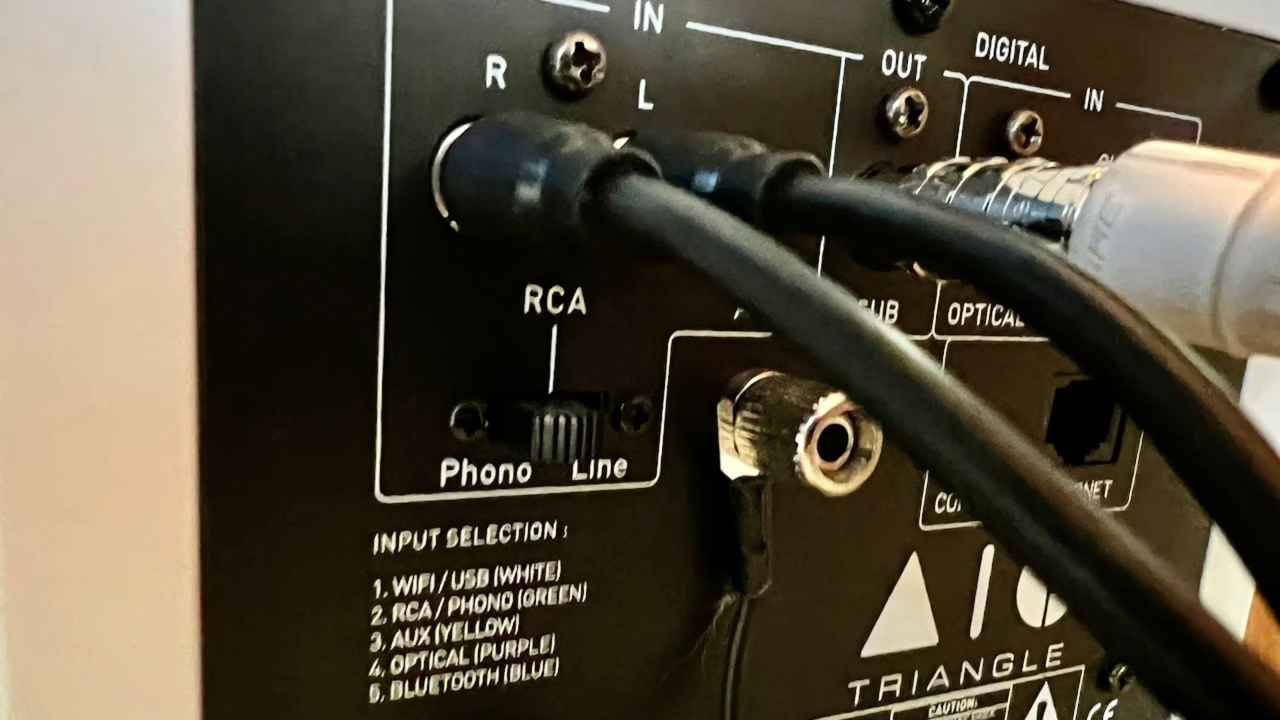 IN
R
L
OUT
DIGITAL
IN
RCA
OPTICAL
Phono Line
INPUT SELECTION :
1. WIFI / USB (WHITE)
2. RCA / PHONO (GREEN)
3. AUX (YELLOW)
4. OPTICAL (PURPLE)
5. BLUETOOTH (BLUE)
TRIANGLE
CAUTION:
CE